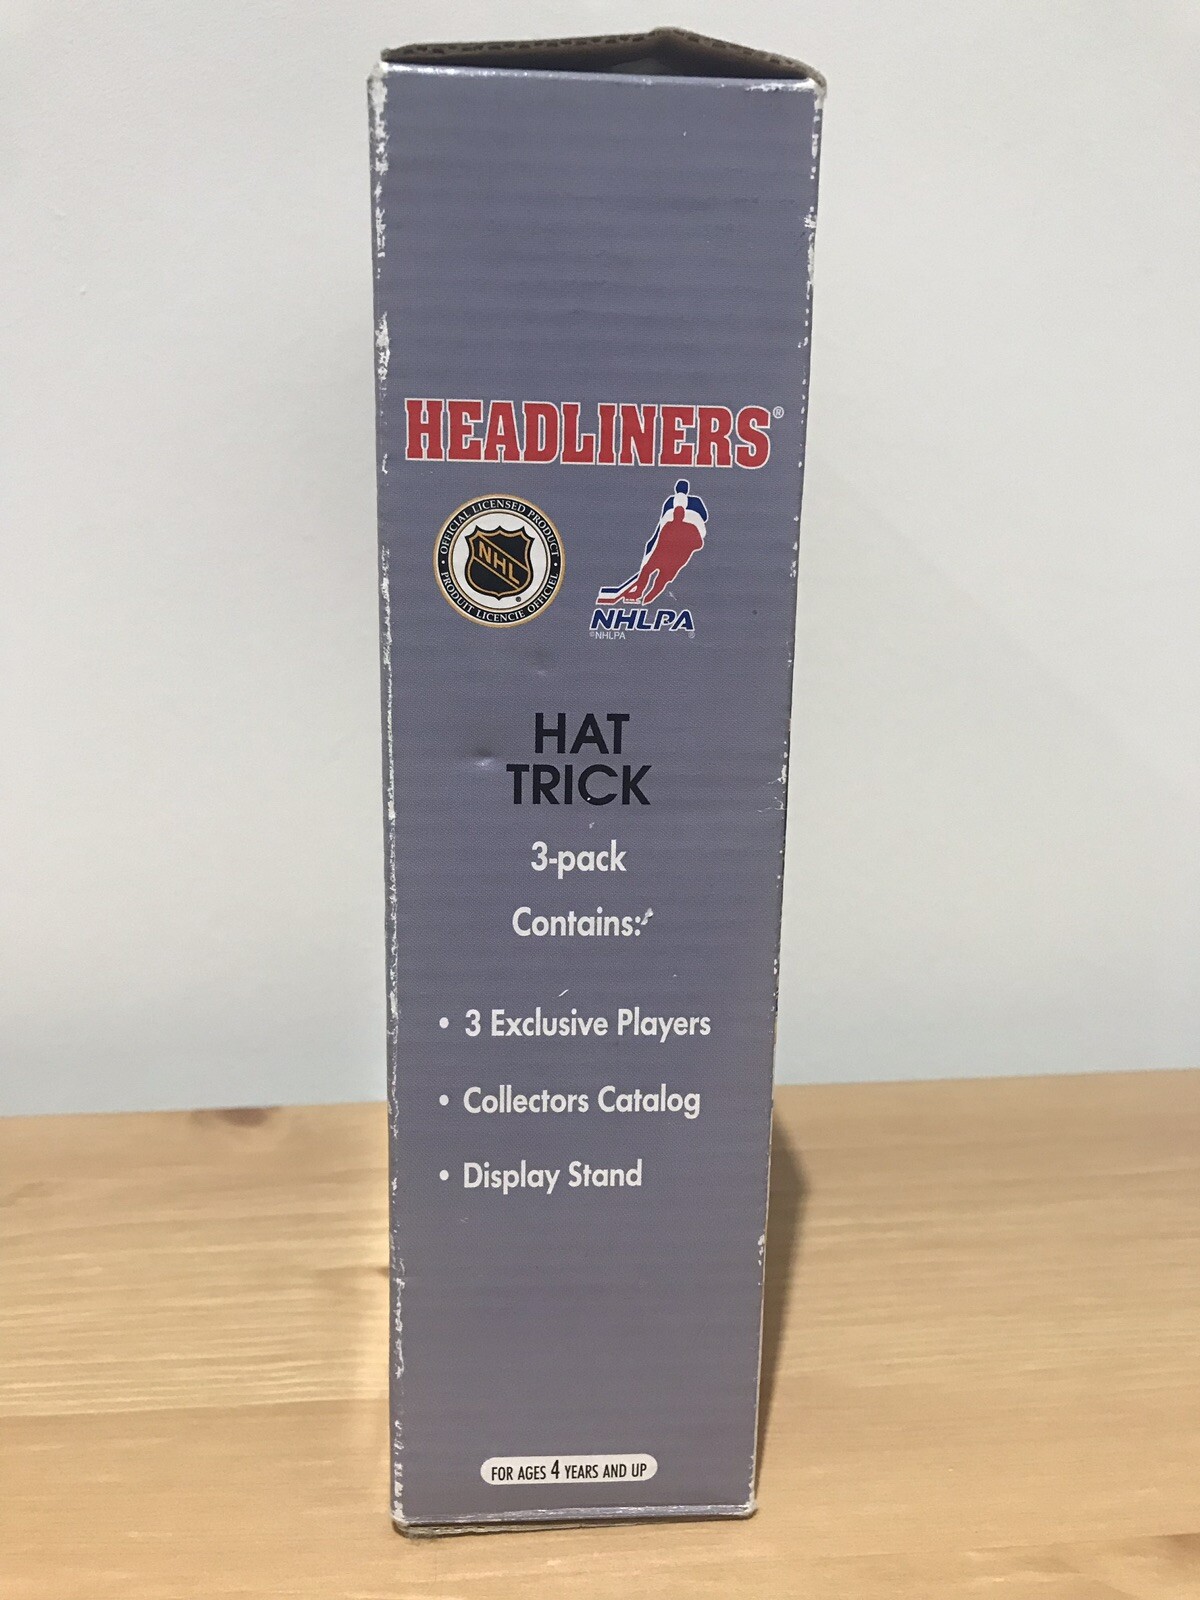 HEADLINERS®
OFFICIAL LICENSED PRODUCT
NHL
®
PRODUIT LICENCIE OFFICIEL
NHLPA
©NHLPA ®
HAT
TRICK
3-pack
Contains:
• 3 Exclusive Players
• Collectors Catalog
• Display Stand
FOR AGES 4 YEARS AND UP